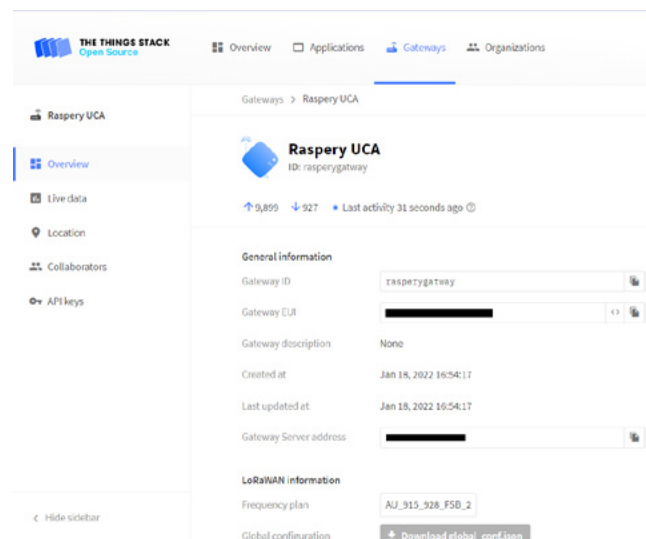 THE THINGS STACK
Open Source
Overview Applications Gateways Organizations
Gateways > Raspery UCA
Raspery UCA
Raspery UCA
ID: rasperygatway
Overview
Live data
↑ 9,899 ↓ 927 • Last activity 31 seconds ago
Location
Collaborators
API keys
General information
Gateway ID rasperygatway
Gateway EUI
Gateway description None
Created at Jan 18, 2022 16:54:17
Last updated at Jan 18, 2022 16:54:17
Gateway Server address
LoRaWAN information
Frequency plan AU_915_928_FSB_2
Global configuration Download global_conf.json
< Hide sidebar